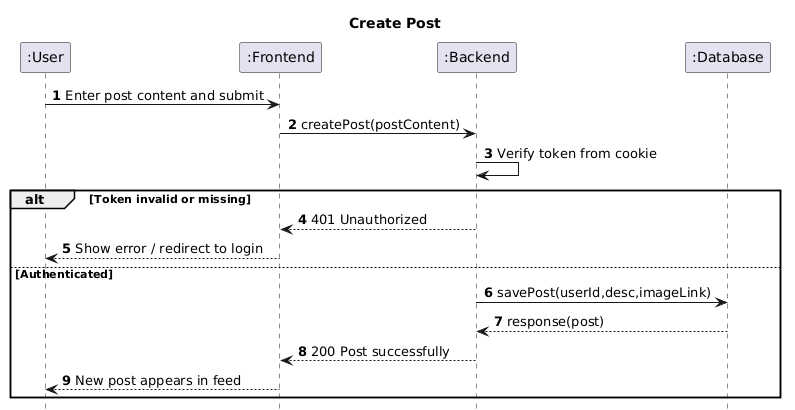 Create Post
:User
:Frontend
:Backend
:Database
1 Enter post content and submit
2 createPost(postContent)
3 Verify token from cookie
alt [Token invalid or missing]
4 401 Unauthorized
5 Show error / redirect to login
[Authenticated]
6 savePost(userId,desc,imageLink)
7 response(post)
8 200 Post successfully
9 New post appears in feed